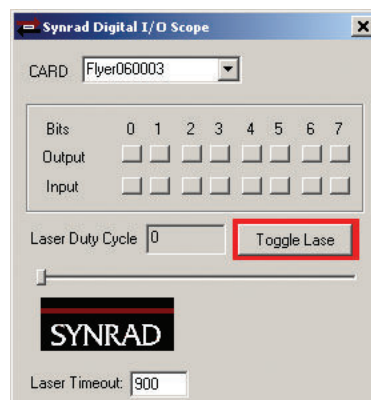 Synrad Digital I/O Scope
CARD Flyer060003
Bits 0 1 2 3 4 5 6 7
Output
Input
Laser Duty Cycle 0 Toggle Lase
SYNRAD
Laser Timeout: 900